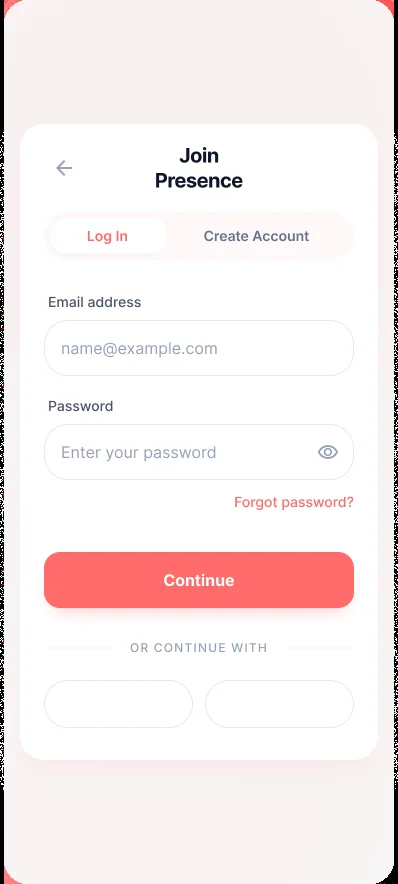 Join
Presence
Log In
Create Account
Email address
name@example.com
Password
Enter your password
Forgot password?
Continue
OR CONTINUE WITH